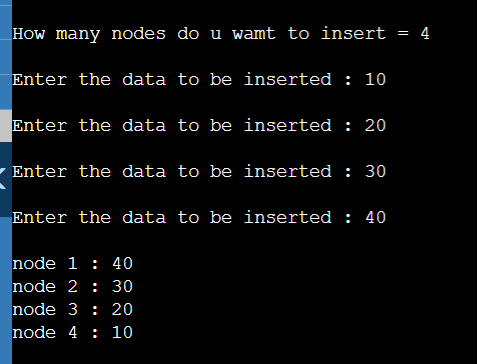 How many nodes do u wamt to insert = 4
Enter the data to be inserted : 10
Enter the data to be inserted : 20
Enter the data to be inserted : 30
Enter the data to be inserted : 40
node 1 : 40
node 2 : 30
node 3 : 20
node 4 : 10